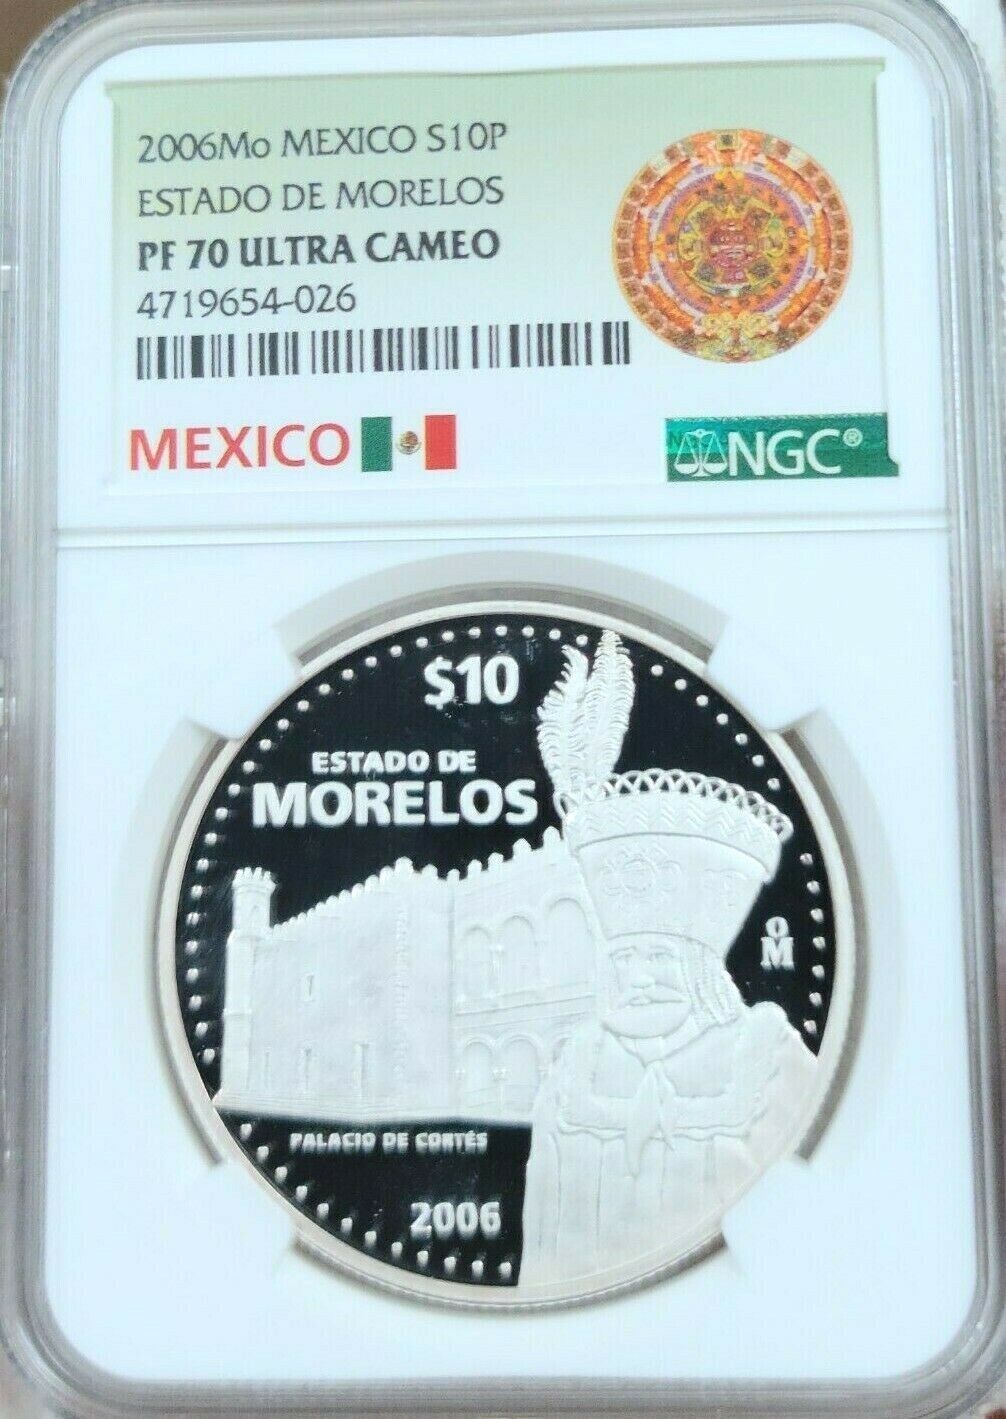 2006Mo MEXICO S10P
ESTADO DE MORELOS
PF 70 ULTRA CAMEO
4719654-026
MEXICO
NGC®
$10
ESTADO DE
MORELOS
oM
PALACIO DE CORTÉS
2006